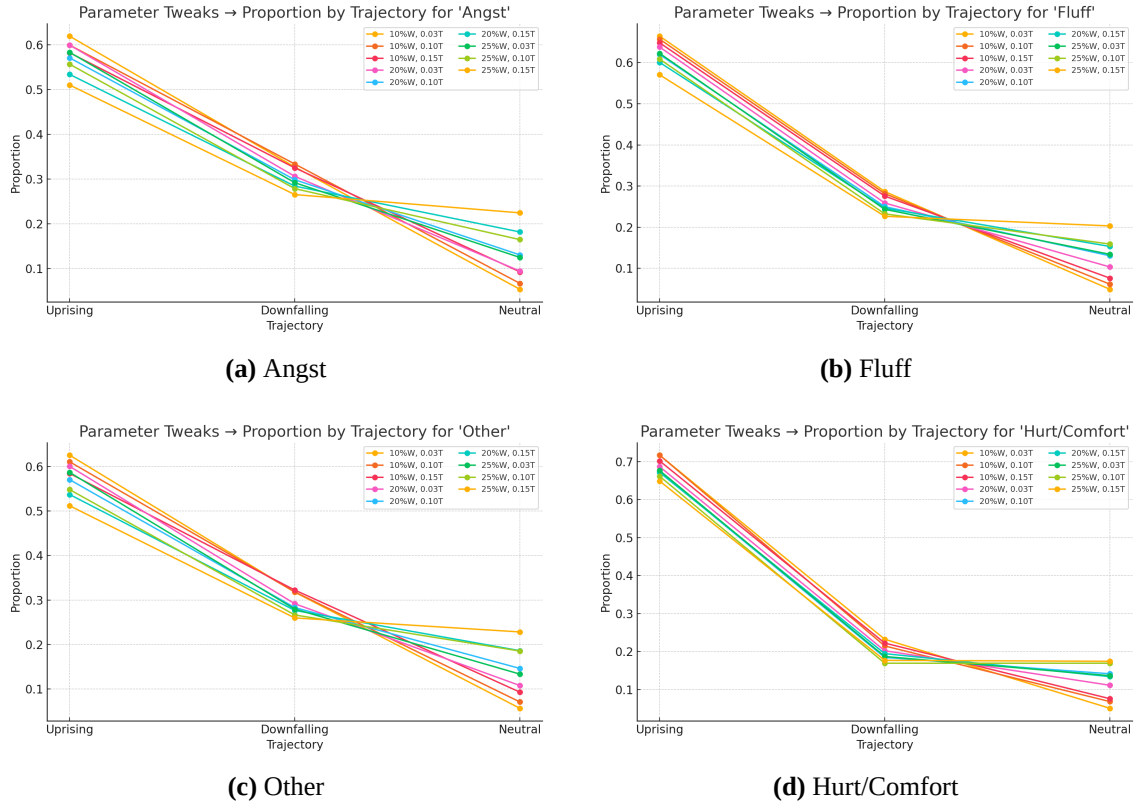 Parameter Tweaks → Proportion by Trajectory for 'Angst'
Proportion
0.6
0.5
0.4
0.3
0.2
0.1
10%W, 0.03T
10%W, 0.10T
10%W, 0.15T
20%W, 0.03T
20%W, 0.10T
20%W, 0.15T
25%W, 0.03T
25%W, 0.10T
25%W, 0.15T
Uprising Downfalling Neutral
Trajectory
(a) Angst
Parameter Tweaks → Proportion by Trajectory for 'Fluff'
Proportion
0.6
0.5
0.4
0.3
0.2
0.1
10%W, 0.03T
10%W, 0.10T
10%W, 0.15T
20%W, 0.03T
20%W, 0.10T
20%W, 0.15T
25%W, 0.03T
25%W, 0.10T
25%W, 0.15T
Uprising Downfalling Neutral
Trajectory
(b) Fluff
Parameter Tweaks → Proportion by Trajectory for 'Other'
Proportion
0.6
0.5
0.4
0.3
0.2
0.1
10%W, 0.03T
10%W, 0.10T
10%W, 0.15T
20%W, 0.03T
20%W, 0.10T
20%W, 0.15T
25%W, 0.03T
25%W, 0.10T
25%W, 0.15T
Uprising Downfalling Neutral
Trajectory
(c) Other
Parameter Tweaks → Proportion by Trajectory for 'Hurt/Comfort'
Proportion
0.7
0.6
0.5
0.4
0.3
0.2
0.1
10%W, 0.03T
10%W, 0.10T
10%W, 0.15T
20%W, 0.03T
20%W, 0.10T
20%W, 0.15T
25%W, 0.03T
25%W, 0.10T
25%W, 0.15T
Uprising Downfalling Neutral
Trajectory
(d) Hurt/Comfort